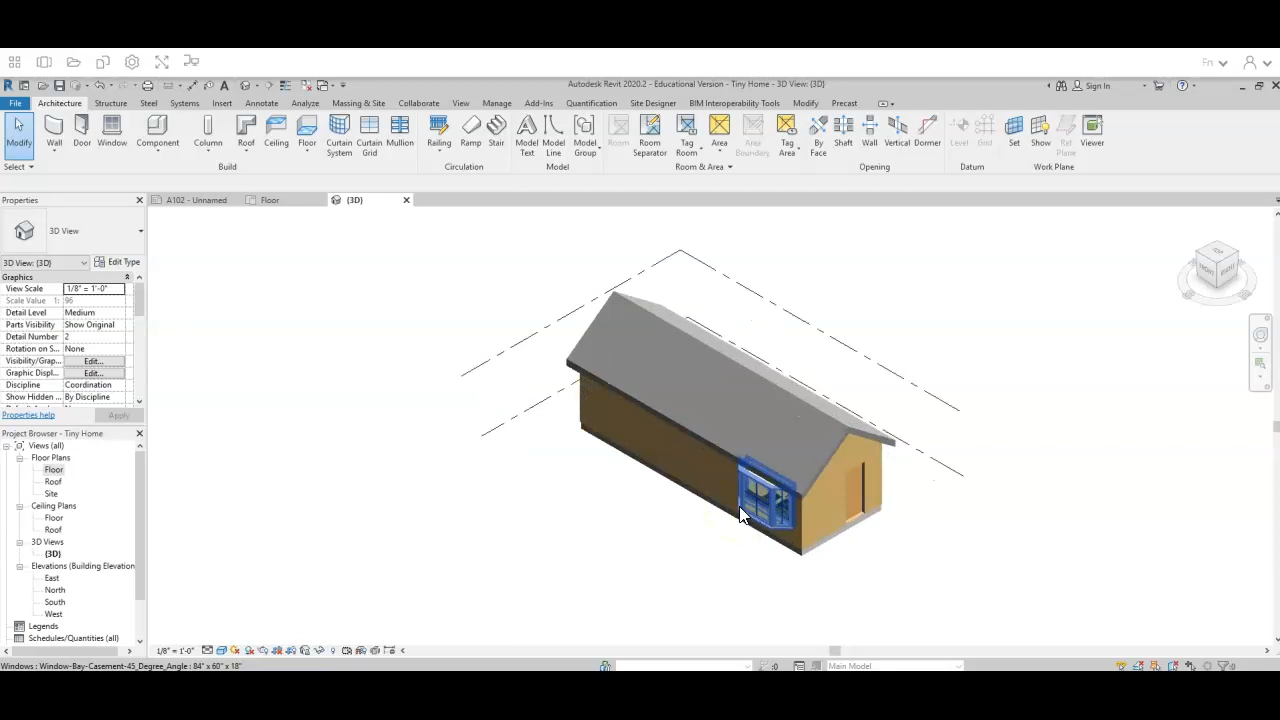 En
Autodesk Revit 2020.2 - Educational Version - Tiny Home - 3D View: {3D}
Sign In
File Architecture Structure Steel Systems Insert Annotate Analyze Massing & Site Collaborate View Manage Add-Ins Quantification Site Designer BIM Interoperability Tools Modify Precast
Modify Wall Door Window Component Column Roof Ceiling Floor Curtain System Curtain Grid Mullion Railing Ramp Stair Model Text Model Line Model Group Room Room Separator Tag Room Area Area Boundary Tag Area By Face Shaft Wall Vertical Dormer Level Grid Set Show Ref Plane Viewer
Select Build Circulation Model Room & Area Opening Datum Work Plane
Properties
A102 - Unnamed
Floor
{3D}
3D View
3D View: {3D}
Edit Type
Graphics
View Scale 1/8" = 1'-0"
Scale Value 1: 96
Detail Level Medium
Parts Visibility Show Original
Detail Number 2
Rotation on S... None
Visibility/Grap... Edit...
Graphic Displ... Edit...
Discipline Coordination
Show Hidden ... By Discipline
Properties help
Apply
Project Browser - Tiny Home
Views (all)
Floor Plans
Floor
Roof
Site
Ceiling Plans
Floor
Roof
3D Views
{3D}
Elevations (Building Elevation
East
North
South
West
Legends
Schedules/Quantities (all)
TOP
FRONT
RIGHT
1/8" = 1'-0"
Windows : Window-Bay-Casement-45_Degree_Angle : 84" x 60" x 18"
:0
Main Model
:0